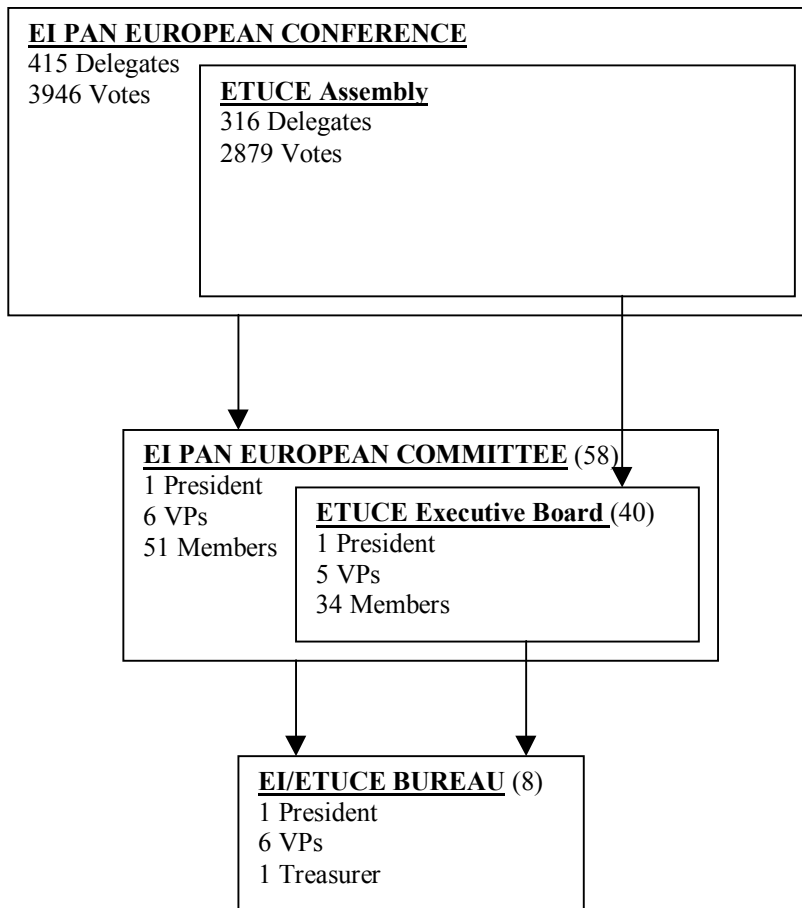 EI PAN EUROPEAN CONFERENCE
415 Delegates
3946 Votes
ETUCE Assembly
316 Delegates
2879 Votes
EI PAN EUROPEAN COMMITTEE (58)
1 President
6 VPs
51 Members
ETUCE Executive Board (40)
1 President
5 VPs
34 Members
EI/ETUCE BUREAU (8)
1 President
6 VPs
1 Treasurer